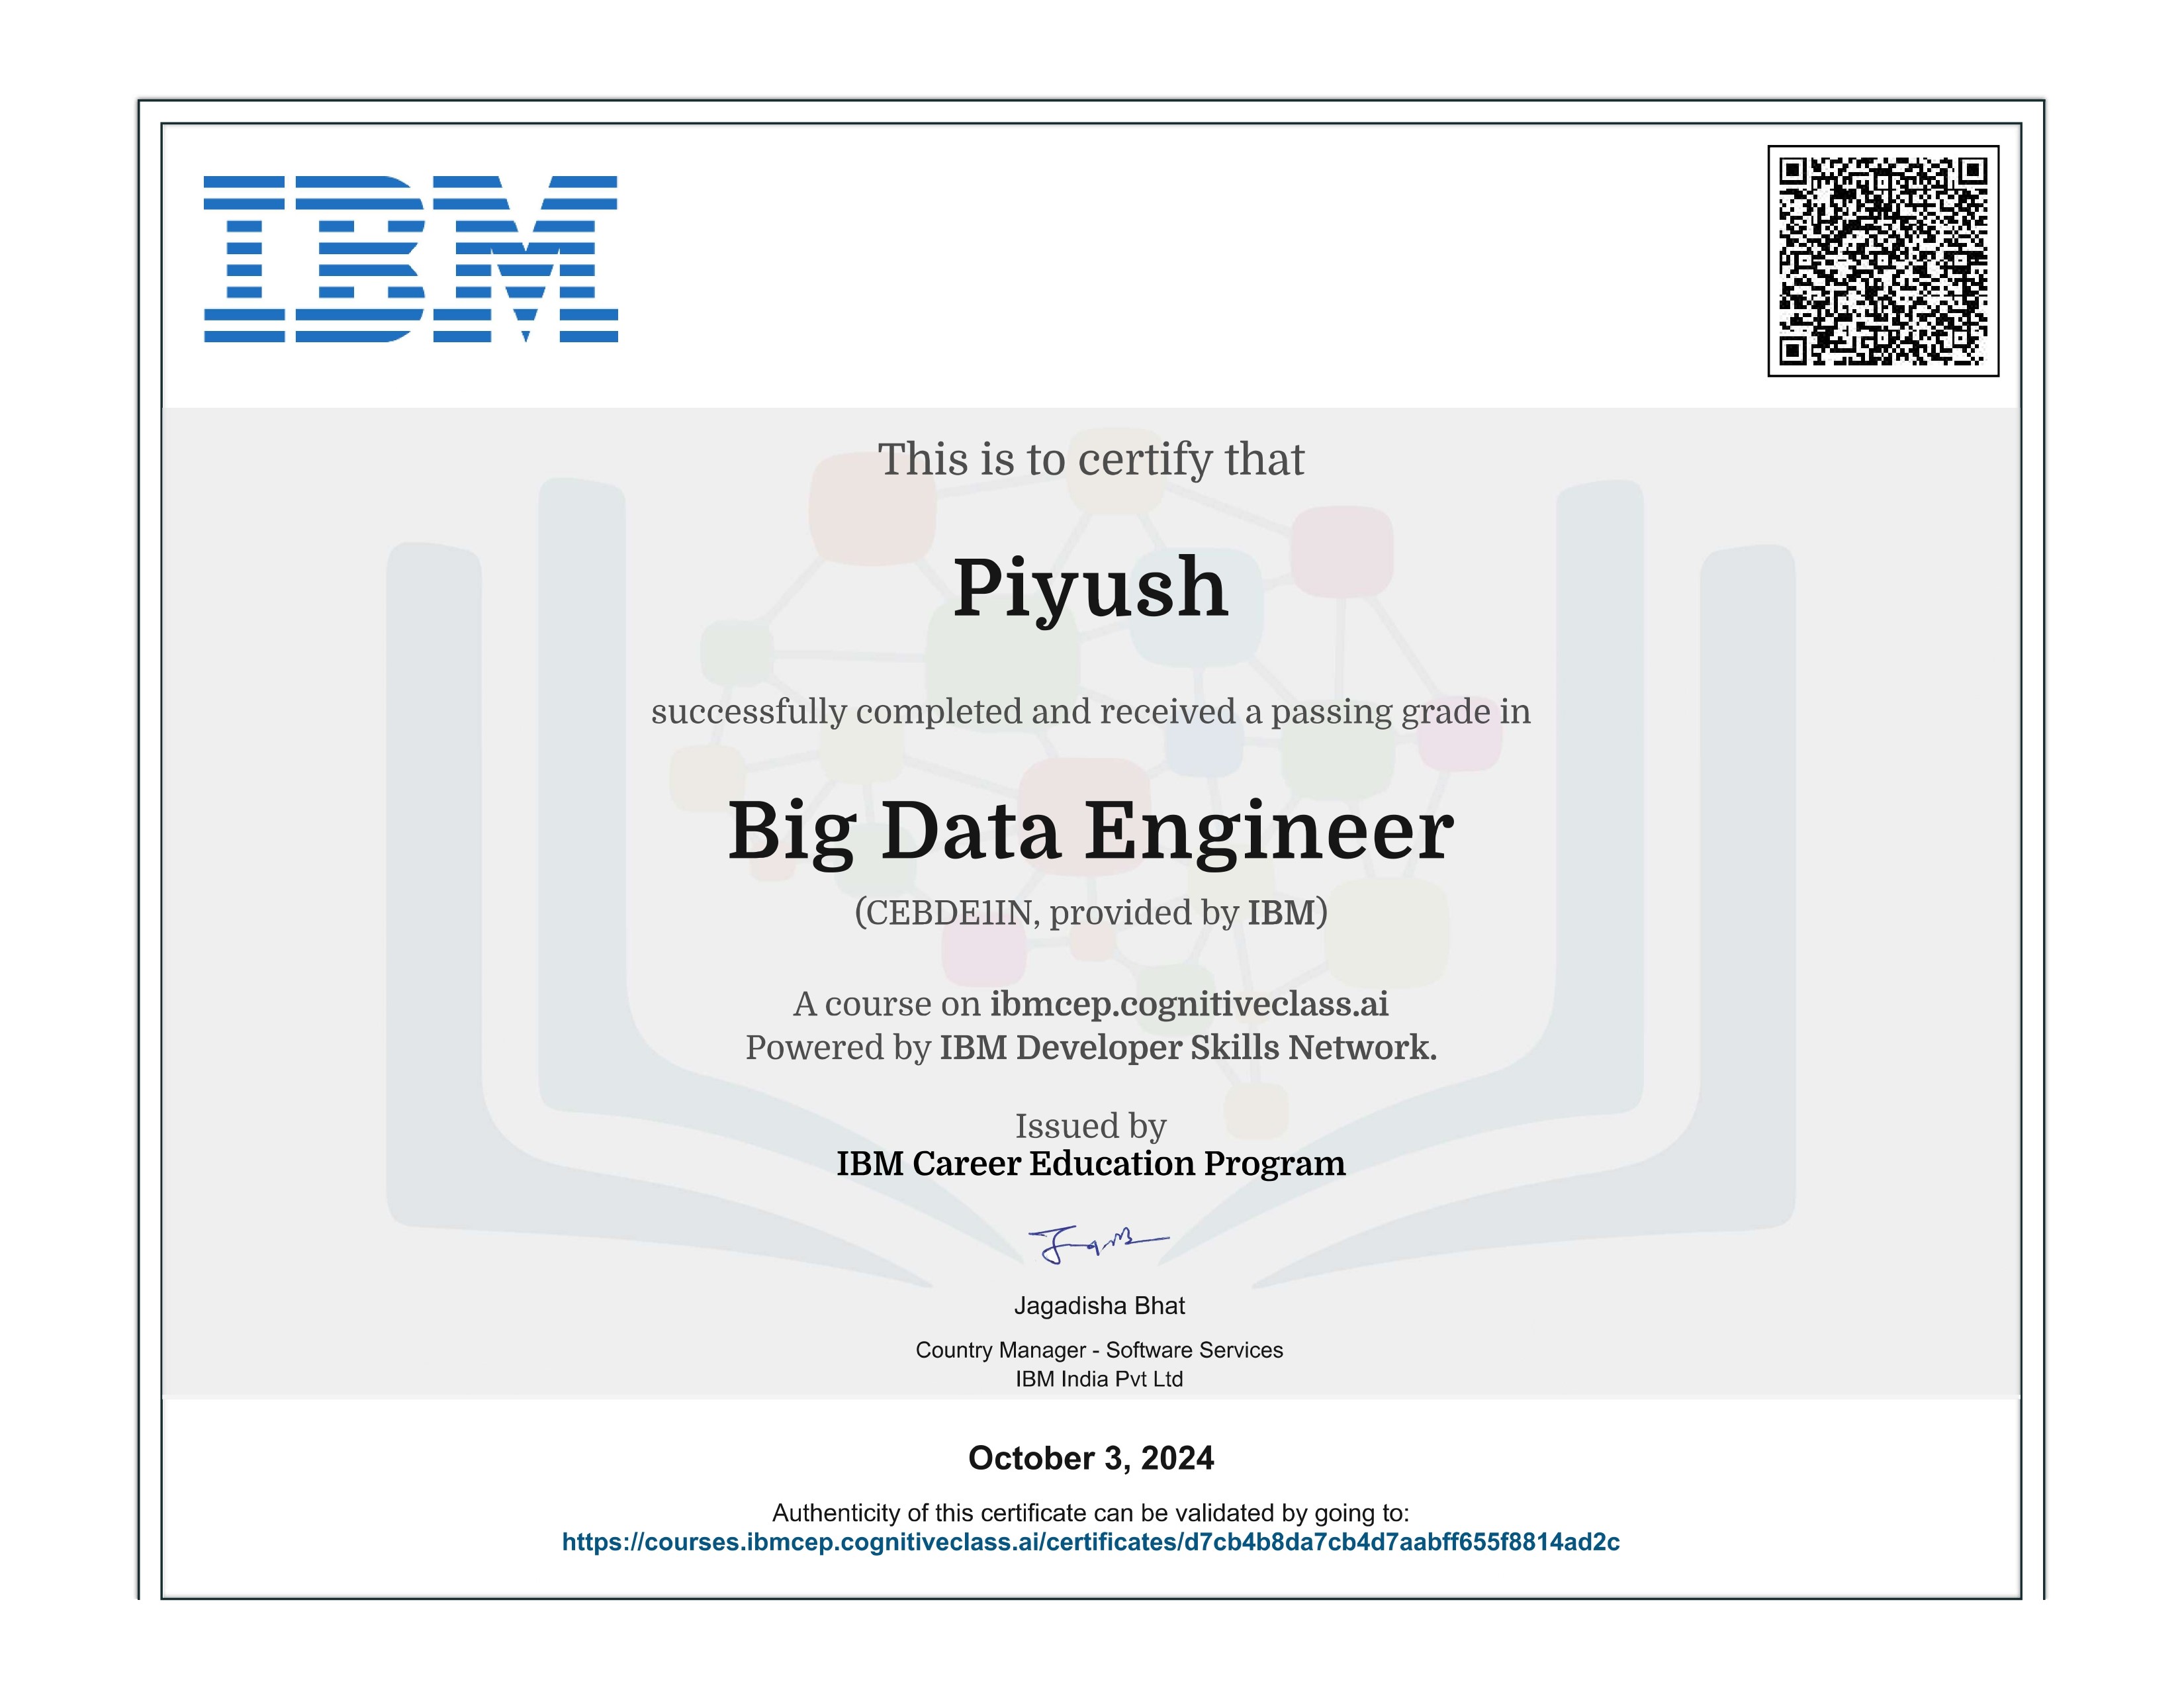 IBM
This is to certify that
Piyush
successfully completed and received a passing grade in
Big Data Engineer
(CEBDE1IN, provided by IBM)
A course on ibmcep.cognitiveclass.ai
Powered by IBM Developer Skills Network.
Issued by
IBM Career Education Program
Jagadisha Bhat
Country Manager - Software Services
IBM India Pvt Ltd
October 3, 2024
Authenticity of this certificate can be validated by going to:
https://courses.ibmcep.cognitiveclass.ai/certificates/d7cb4b8da7cb4d7aabff655f8814ad2c